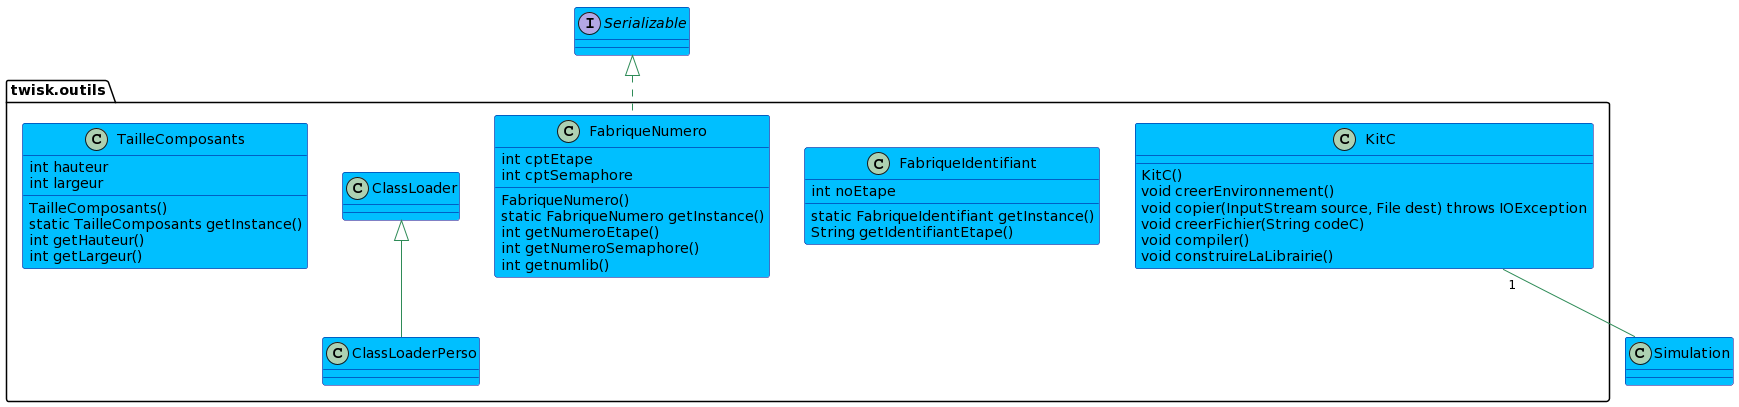 I Serializable
twisk.outils
C TailleComposants
int hauteur
int largeur
TailleComposants()
static TailleComposants getInstance()
int getHauteur()
int getLargeur()
C ClassLoader
C FabriqueNumero
int cptEtape
int cptSemaphore
FabriqueNumero()
static FabriqueNumero getInstance()
int getNumeroEtape()
int getNumeroSemaphore()
int getnumlib()
C FabriqueIdentifiant
int noEtape
static FabriqueIdentifiant getInstance()
String getIdentifiantEtape()
C KitC
KitC()
void creerEnvironnement()
void copier(InputStream source, File dest) throws IOException
void creerFichier(String codeC)
void compiler()
void construireLaLibrairie()
1
C ClassLoaderPerso
C Simulation